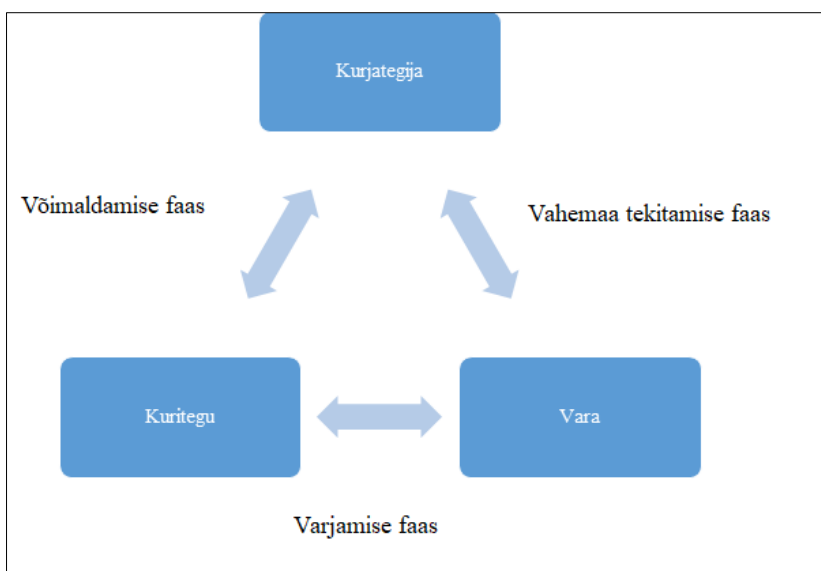 Kurjategija
Võimaldamise faas
Vahemaa tekitamise faas
Kuritegu
Vara
Varjamise faas